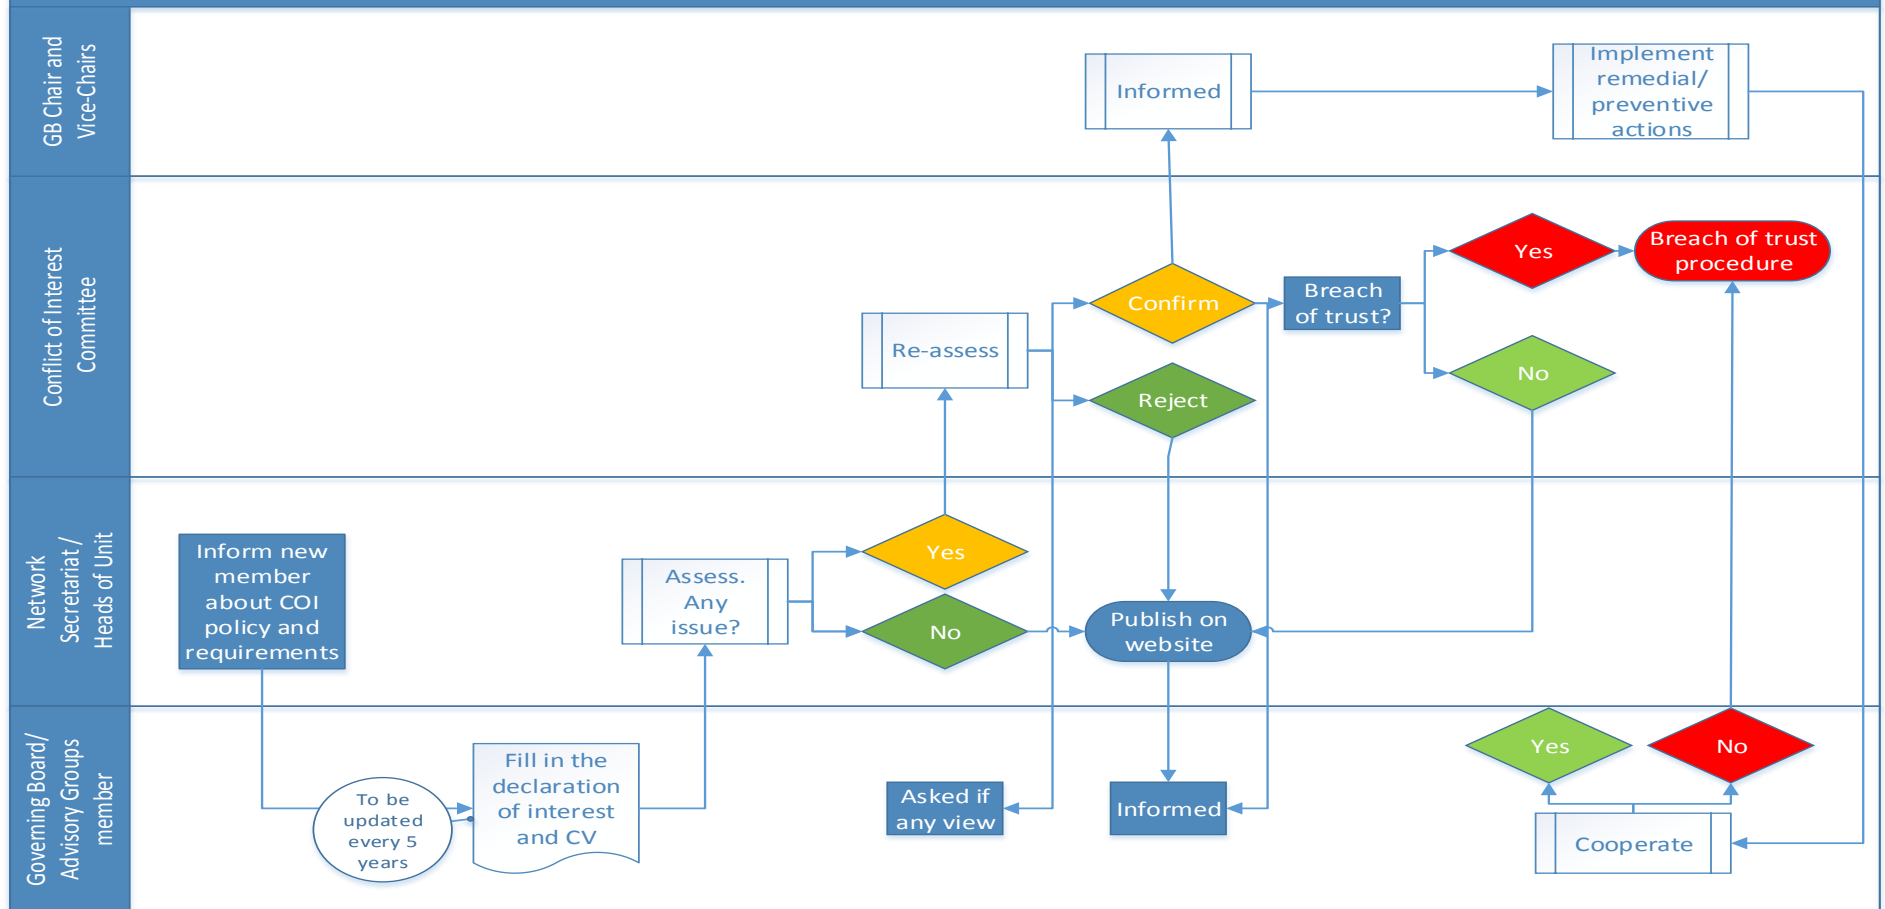 GB Chair and
Vice-Chairs
Informed
Implement
remedial/
preventive
actions
Conflict of Interest
Committee
Re-assess
Confirm
Reject
Breach
of trust?
Yes
No
Breach of trust
procedure
Network
Secretariat /
Heads of Unit
Inform new
member
about COI
policy and
requirements
Assess.
Any
issue?
Yes
No
Publish on
website
Governing Board/
Advisory Groups
member
To be
updated
every 5
years
Fill in the
declaration
of interest
and CV
Asked if
any view
Informed
Yes
No
Cooperate